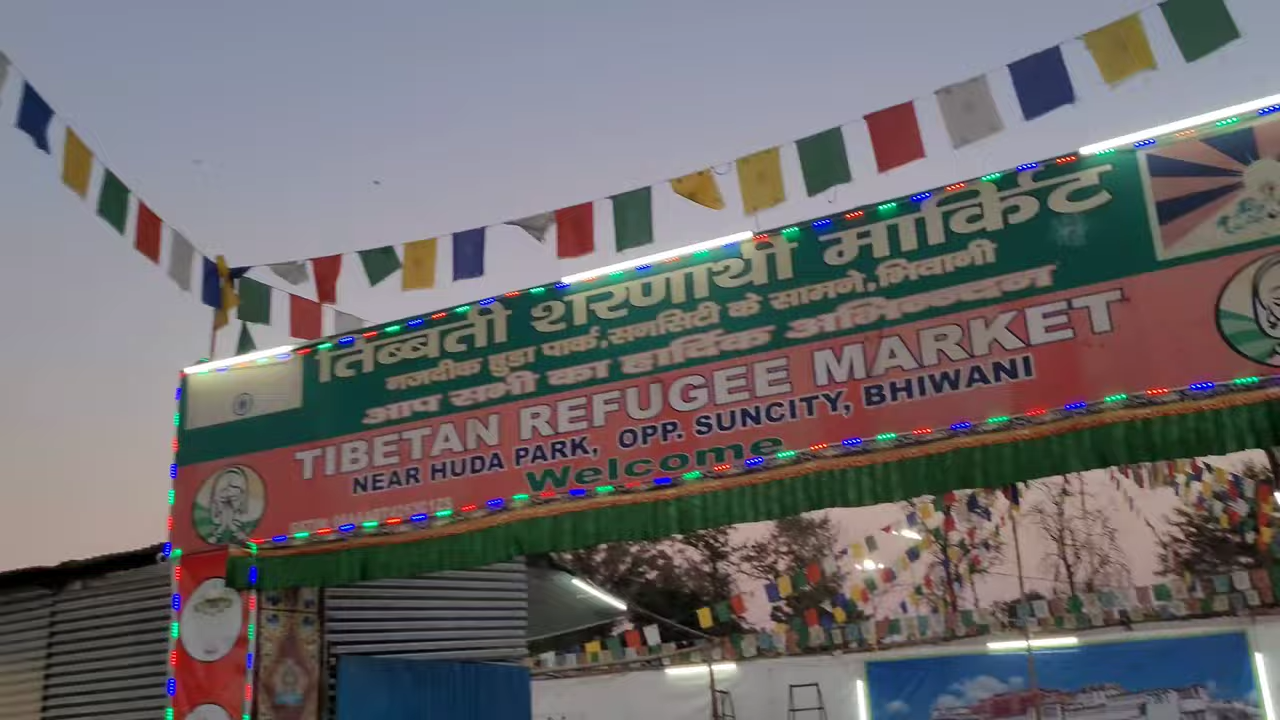 तिब्बती शरणार्थी मार्किट
नजदीक हुडा पार्क, सनसिटी के सामने, भिवानी
आप सभी का हार्दिक अभिनन्दन
TIBETAN REFUGEE MARKET
NEAR HUDA PARK, OPP. SUNCITY, BHIWANI
Welcome